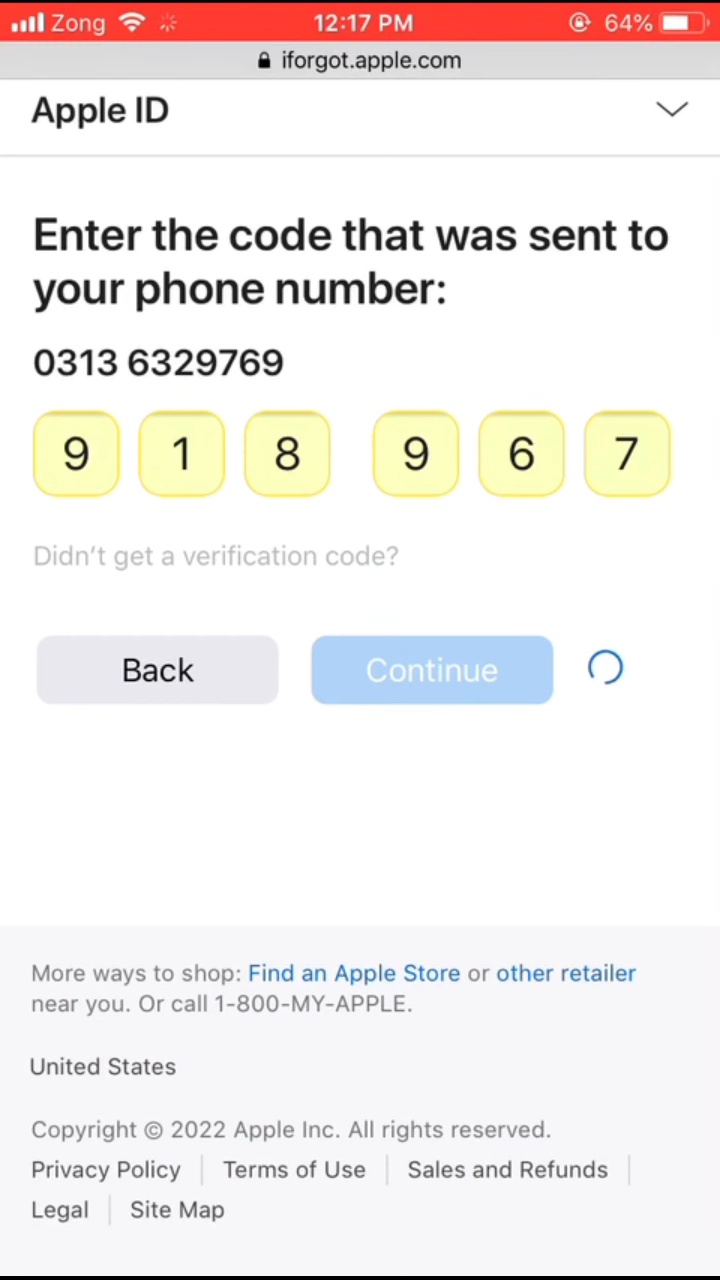 Zong 12:17 PM 64%
iforgot.apple.com
Apple ID
Enter the code that was sent to
your phone number:
0313 6329769
9 1 8 9 6 7
Didn’t get a verification code?
Back Continue
More ways to shop: Find an Apple Store or other retailer
near you. Or call 1-800-MY-APPLE.
United States
Copyright © 2022 Apple Inc. All rights reserved.
Privacy Policy Terms of Use Sales and Refunds
Legal Site Map